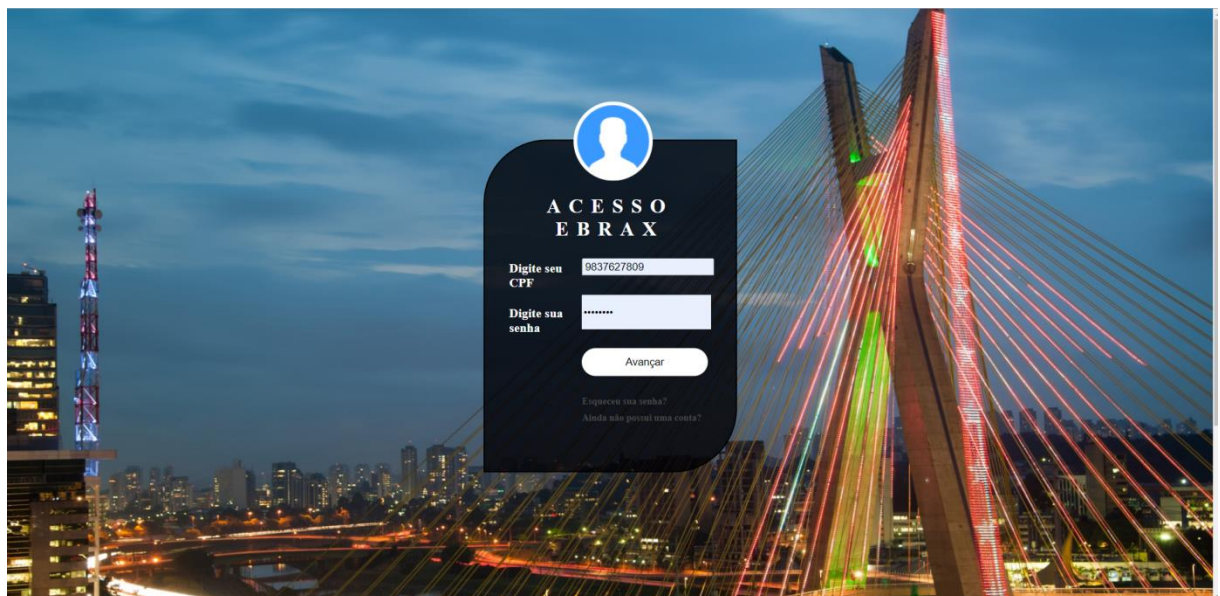 ACESSO
EBRAX
Digite seu
CPF
9837627809
Digite sua
senha
••••••••
Avançar
Esqueceu sua senha?
Ainda não possui uma conta?